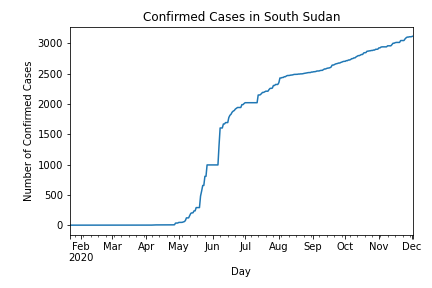 Confirmed Cases in South Sudan
Number of Confirmed Cases
3000
2500
2000
1500
1000
500
0
Feb Mar Apr May Jun Jul Aug Sep Oct Nov Dec
2020
Day